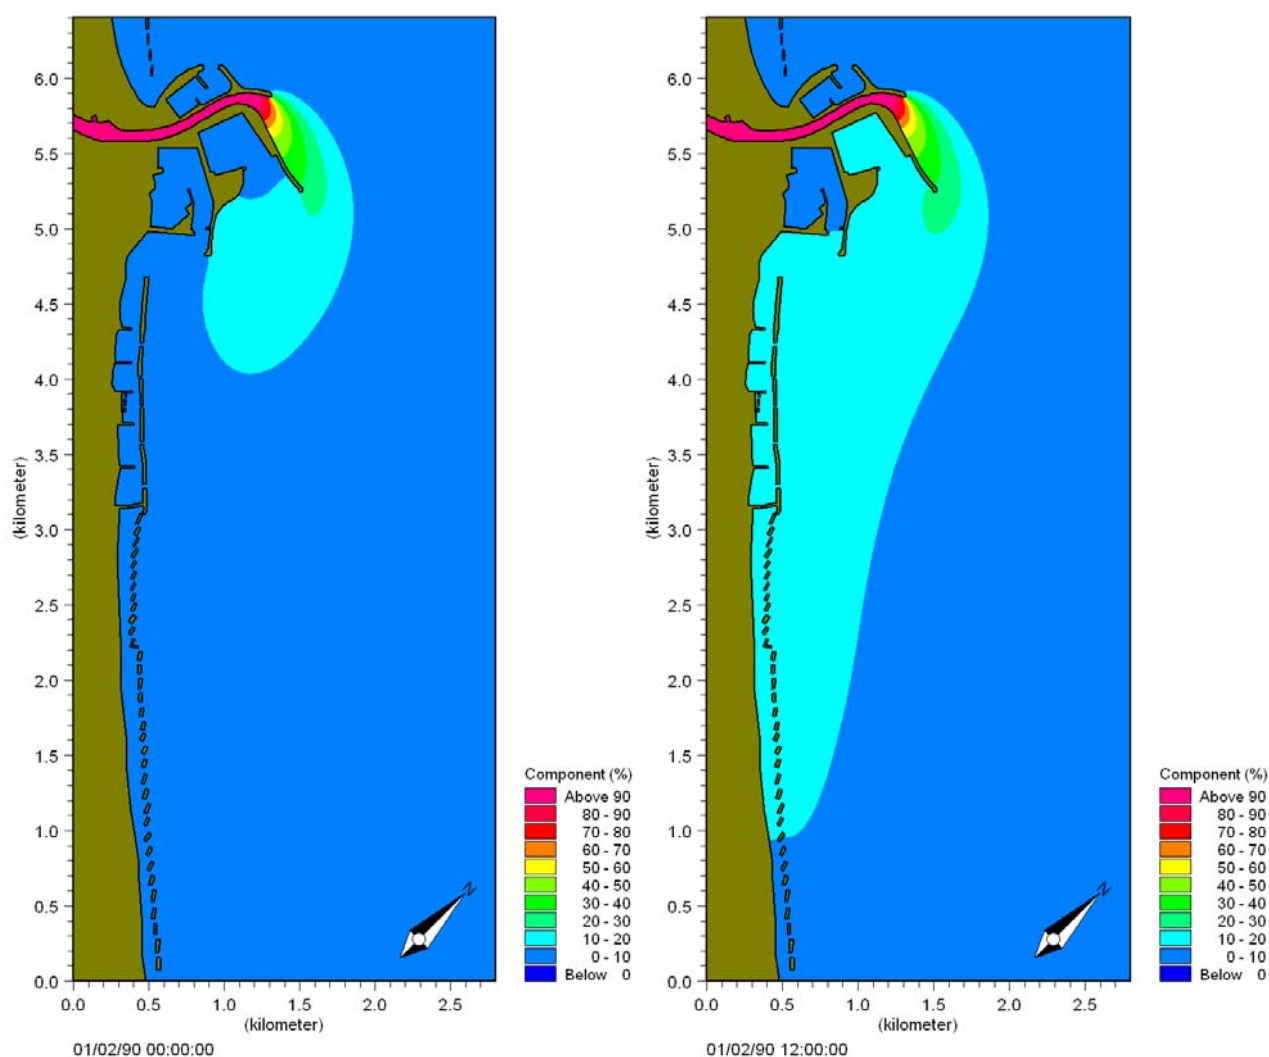 6.0
5.5
5.0
4.5
4.0
3.5
3.0
2.5
2.0
1.5
1.0
0.5
0.0
(kilometer)
0.0 0.5 1.0 1.5 2.0 2.5
(kilometer)
01/02/90 00:00:00
Component (%)
Above 90
80 - 90
70 - 80
60 - 70
50 - 60
40 - 50
30 - 40
20 - 30
10 - 20
0 - 10
Below 0
N
6.0
5.5
5.0
4.5
4.0
3.5
3.0
2.5
2.0
1.5
1.0
0.5
0.0
(kilometer)
0.0 0.5 1.0 1.5 2.0 2.5
(kilometer)
01/02/90 12:00:00
Component (%)
Above 90
80 - 90
70 - 80
60 - 70
50 - 60
40 - 50
30 - 40
20 - 30
10 - 20
0 - 10
Below 0
N